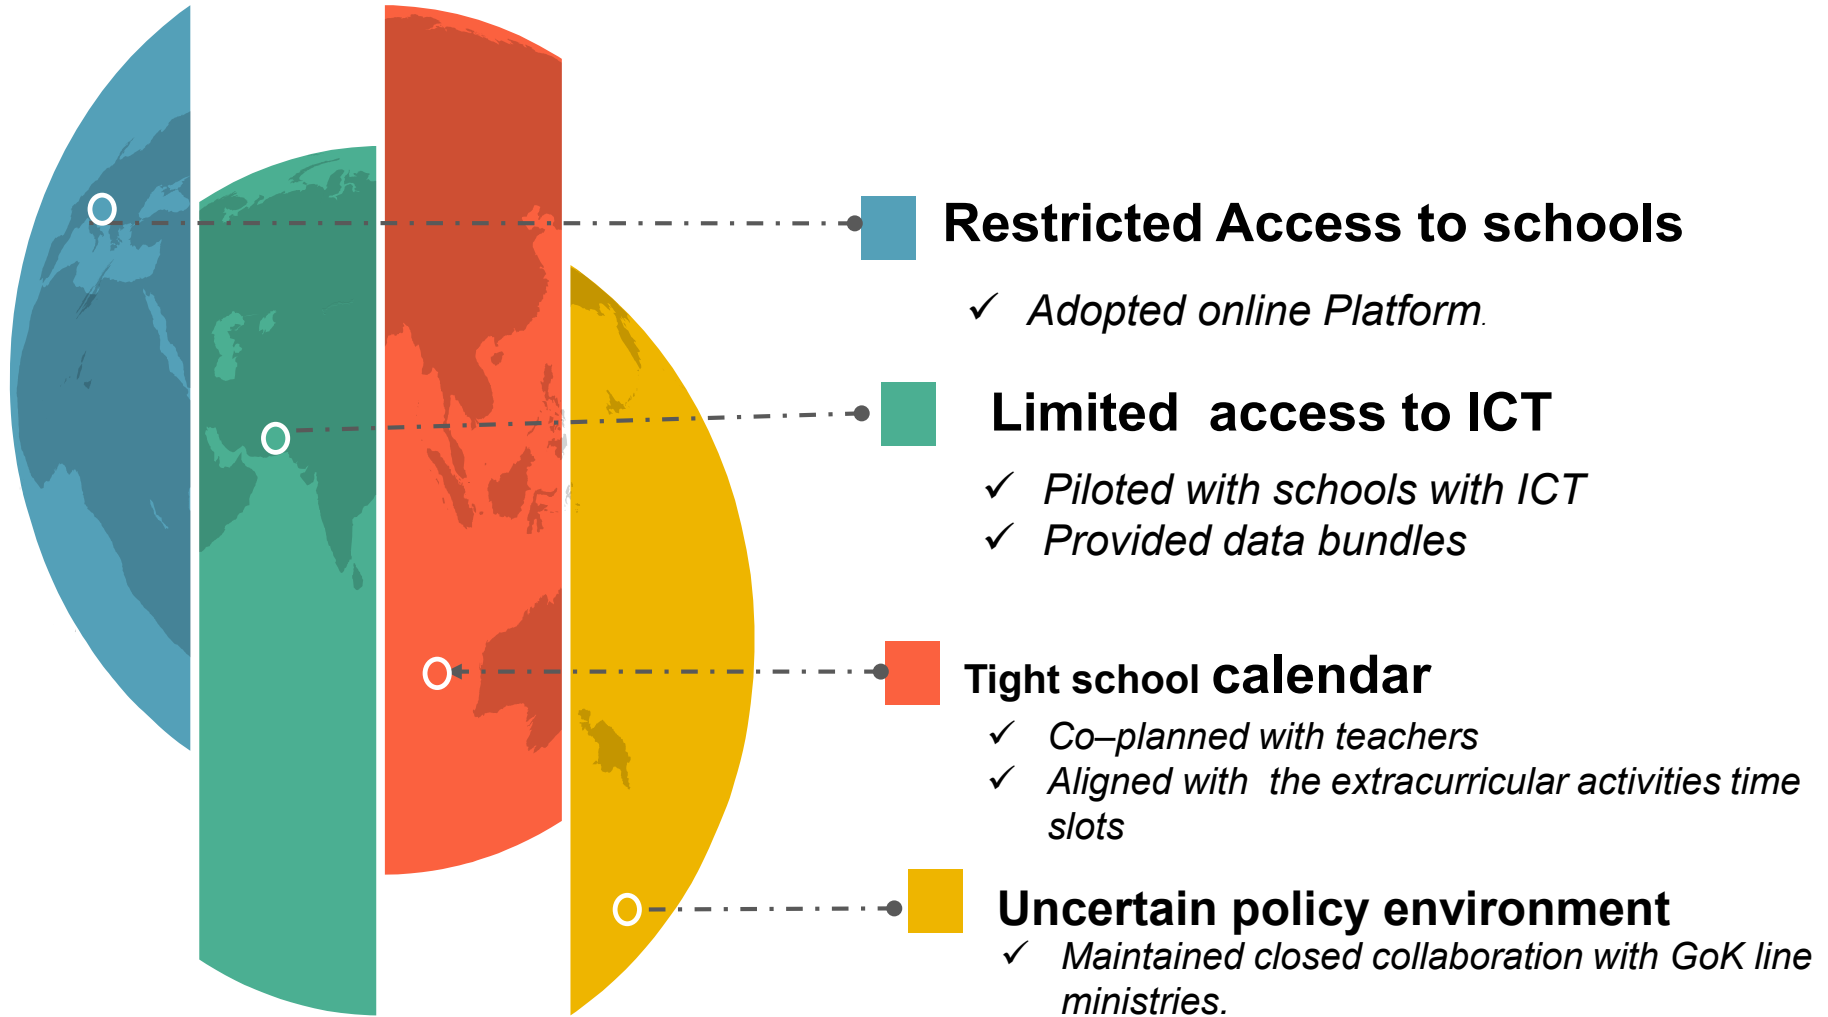 Restricted Access to schools
✓ Adopted online Platform.
Limited access to ICT
✓ Piloted with schools with ICT
✓ Provided data bundles
Tight school calendar
✓ Co–planned with teachers
✓ Aligned with the extracurricular activities time
slots
Uncertain policy environment
✓ Maintained closed collaboration with GoK line
ministries.